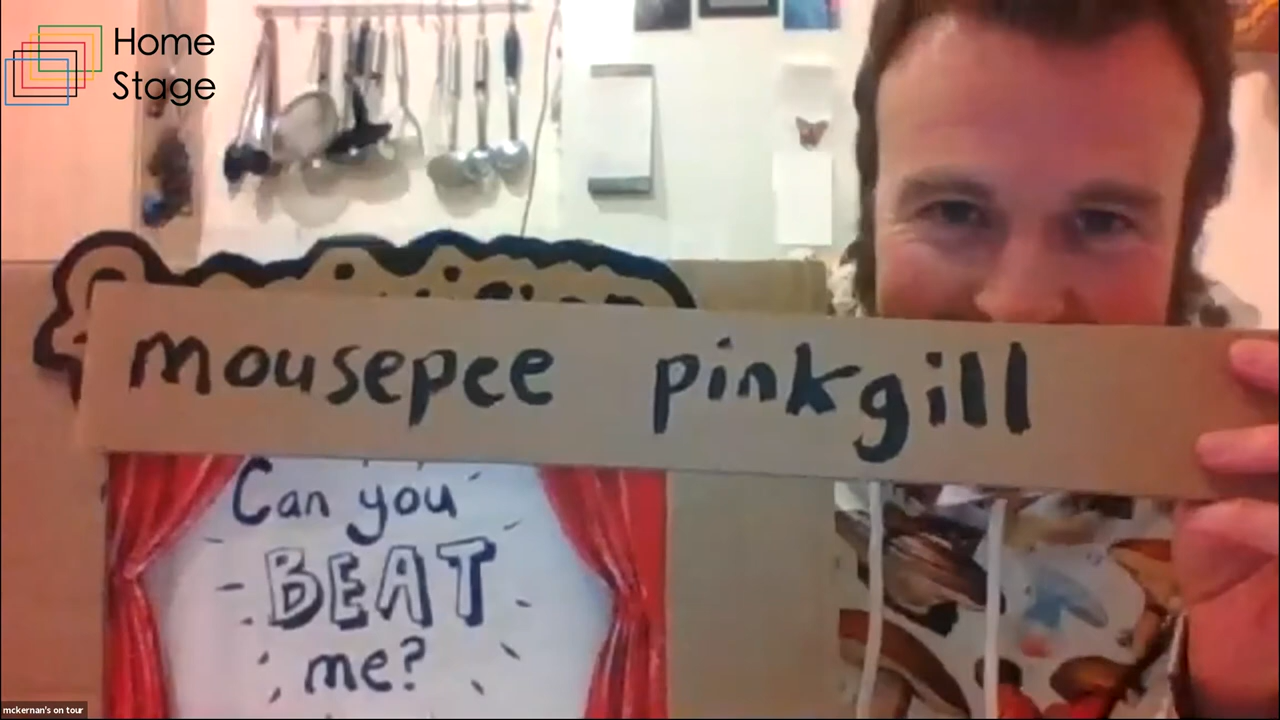 Home
Stage
mousepee pinkgill
Can you
BEAT
me?
mckernan's on tour